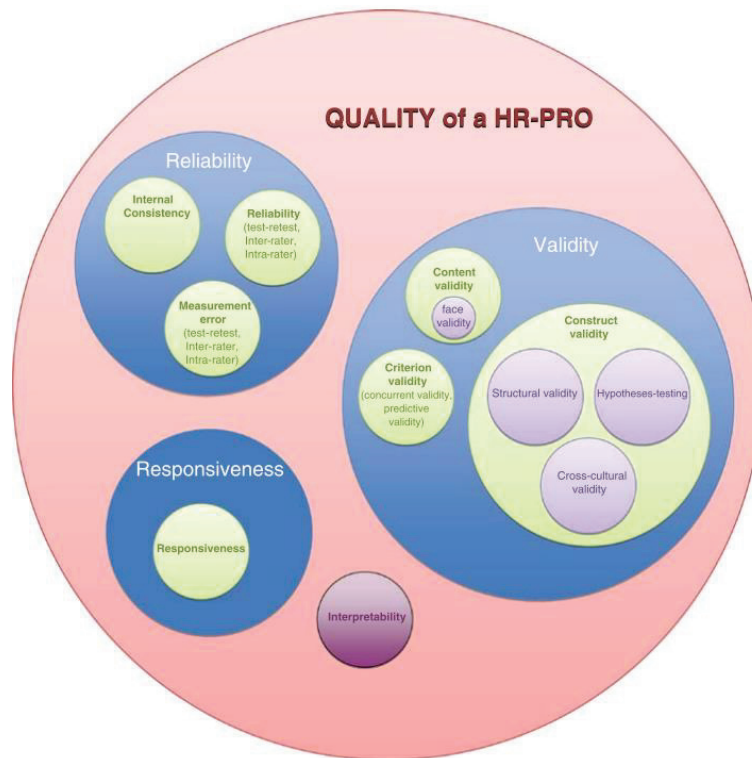 QUALITY of a HR-PRO
Reliability
Internal
Consistency
Reliability
(test-retest,
Inter-rater,
Intra-rater)
Measurement
error
(test-retest,
Inter-rater,
Intra-rater)
Validity
Content
validity
face
validity
Criterion
validity
(concurrent validity,
predictive
validity)
Construct
validity
Structural validity
Hypotheses-testing
Cross-cultural
validity
Responsiveness
Responsiveness
Interpretability